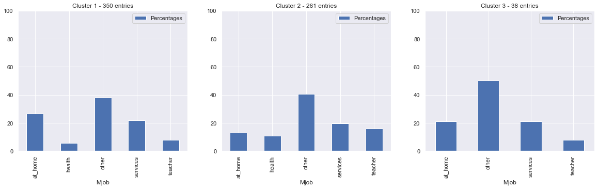 Cluster 1 - 350 entries
100
80
60
40
20
0
Percentages
at_home
health
other
services
teacher
Mjob
Cluster 2 - 261 entries
100
80
60
40
20
0
Percentages
at_home
health
other
services
teacher
Mjob
Cluster 3 - 38 entries
100
80
60
40
20
0
Percentages
at_home
other
services
teacher
Mjob